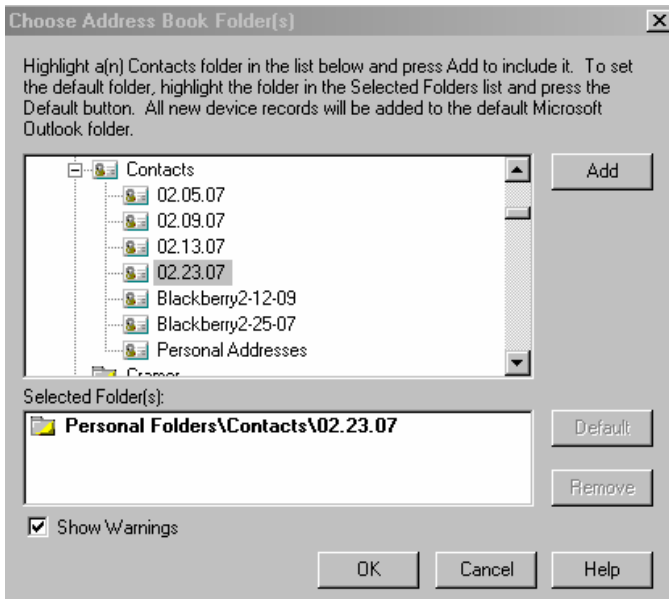 Choose Address Book Folder(s)
Highlight a(n) Contacts folder in the list below and press Add to include it. To set
the default folder, highlight the folder in the Selected Folders list and press the
Default button. All new device records will be added to the default Microsoft
Outlook folder.
Contacts
Add
02.05.07
02.09.07
02.13.07
02.23.07
Blackberry2-12-09
Blackberry2-25-07
Personal Addresses
Selected Folder(s):
Personal Folders\Contacts\02.23.07
Default
Remove
Show Warnings
OK Cancel Help